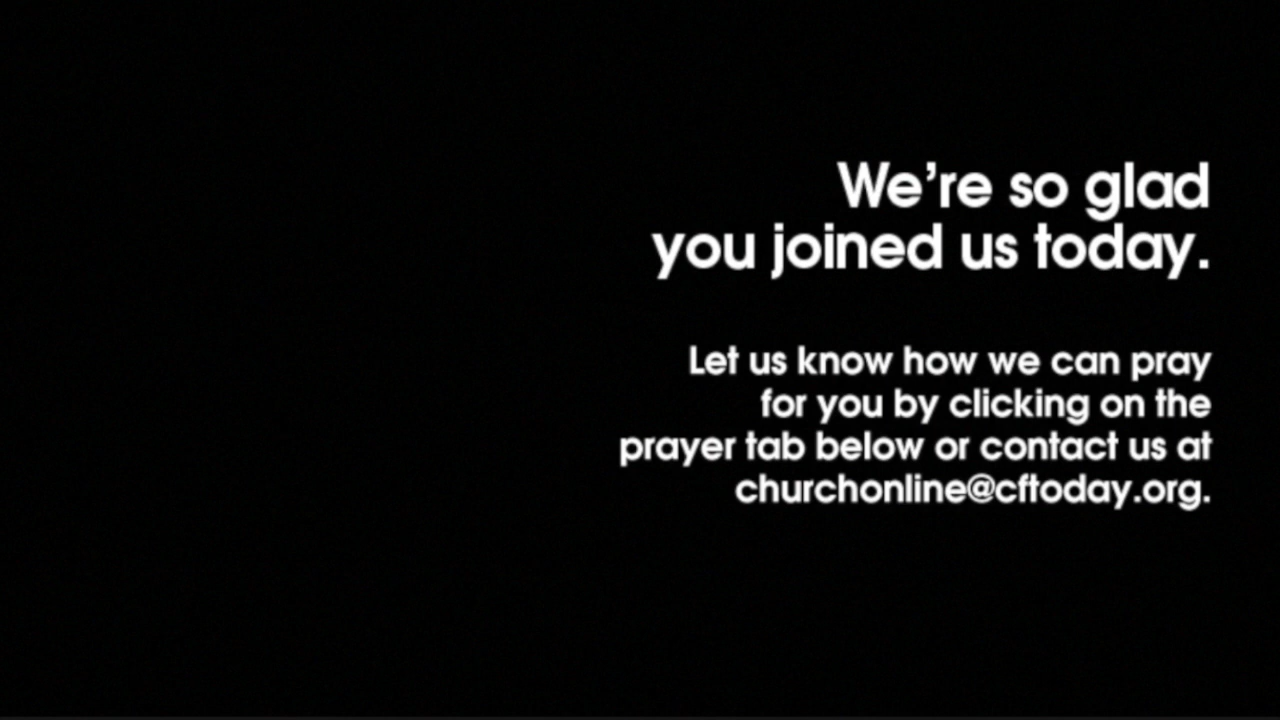 We’re so glad
you joined us today.
Let us know how we can pray
for you by clicking on the
prayer tab below or contact us at
churchonline@cftoday.org.